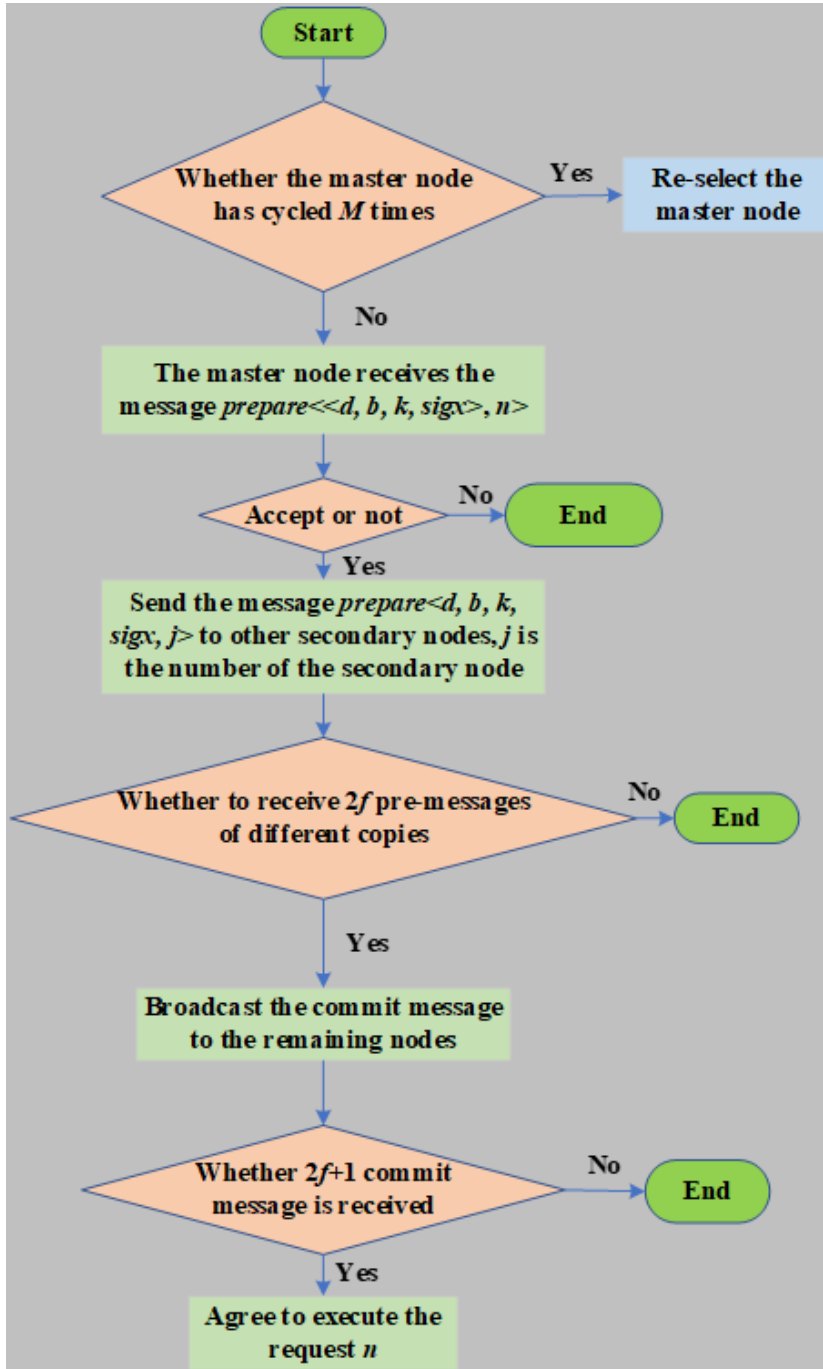 Start
Whether the master node
has cycled M times
Yes
Re-select the
master node
No
The master node receives the
message prepare<<d, b, k, sigx>, n>
Accept or not
No
End
Yes
Send the message prepare<d, b, k,
sigx, j> to other secondary nodes, j is
the number of the secondary node
Whether to receive 2f pre-messages
of different copies
No
End
Yes
Broadcast the commit message
to the remaining nodes
Whether 2f+1 commit
message is received
No
End
Yes
Agree to execute the
request n